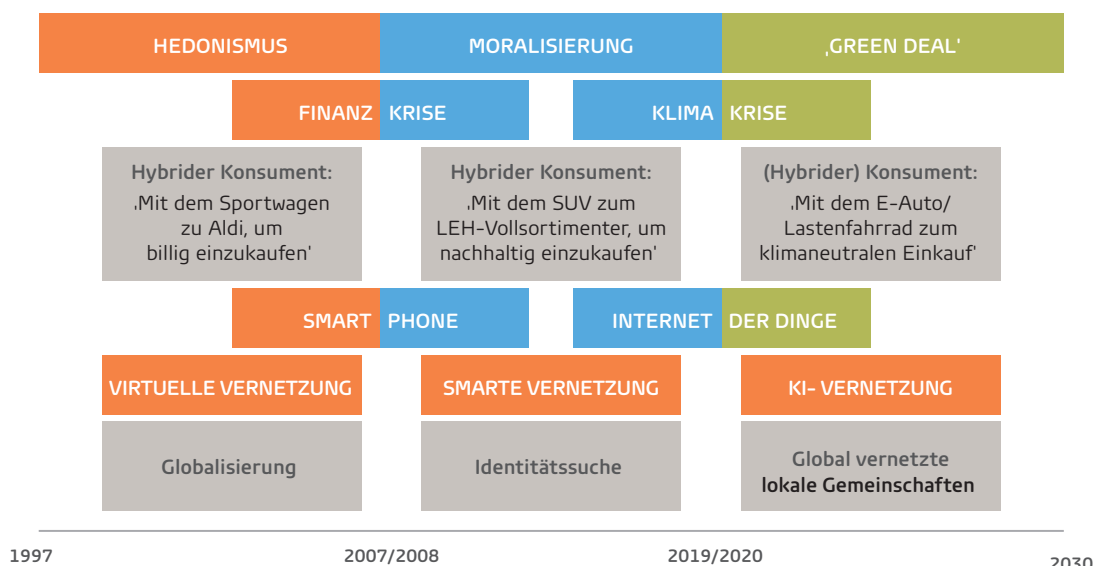 HEDONISMUS
MORALISIERUNG
‚GREEN DEAL'
FINANZ KRISE
KLIMA KRISE
Hybrider Konsument:
‚Mit dem Sportwagen
zu Aldi, um
billig einzukaufen'
Hybrider Konsument:
‚Mit dem SUV zum
LEH-Vollsortimenter, um
nachhaltig einzukaufen'
(Hybrider) Konsument:
‚Mit dem E-Auto/
Lastenfahrrad zum
klimaneutralen Einkauf'
SMART PHONE
INTERNET DER DINGE
VIRTUELLE VERNETZUNG
SMARTE VERNETZUNG
KI- VERNETZUNG
Globalisierung
Identitätssuche
Global vernetzte
lokale Gemeinschaften
1997
2007/2008
2019/2020
2030